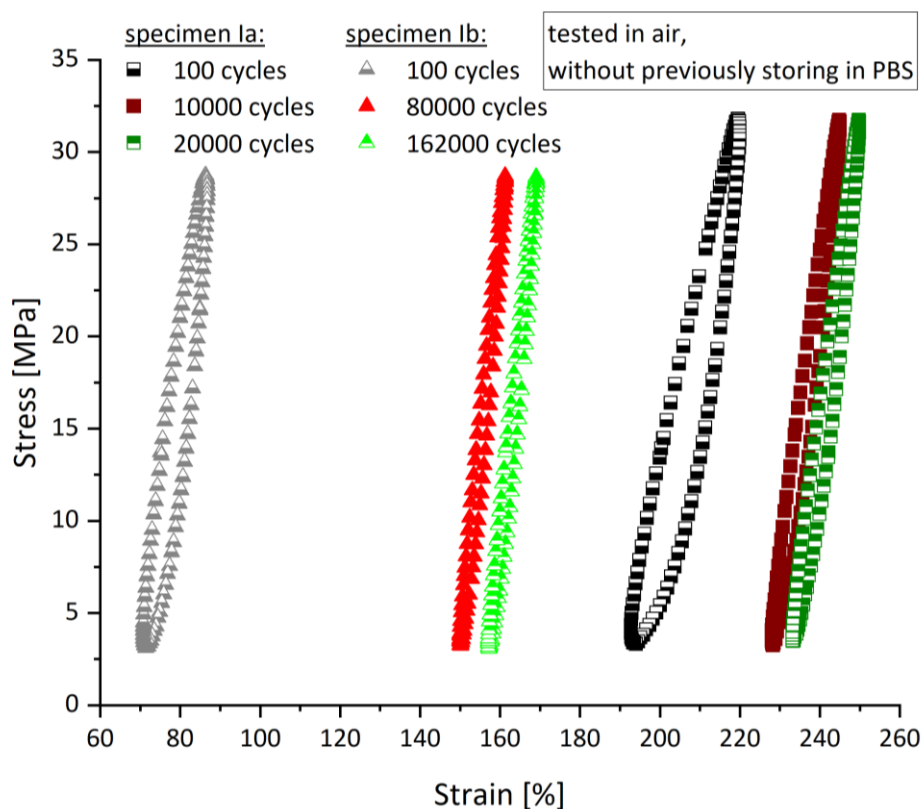 specimen Ia:
100 cycles
10000 cycles
20000 cycles
specimen Ib:
100 cycles
80000 cycles
162000 cycles
tested in air,
without previously storing in PBS
Stress [MPa]
35
30
25
20
15
10
5
0
60 80 100 120 140 160 180 200 220 240 260
Strain [%]